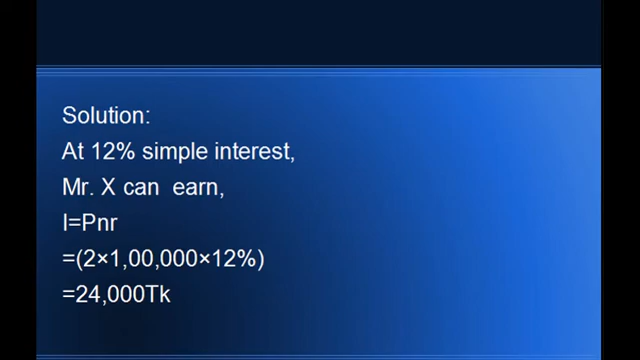 Solution:
At 12% simple interest,
Mr. X can earn,
I=Pnr
=(2×1,00,000×12%)
=24,000Tk